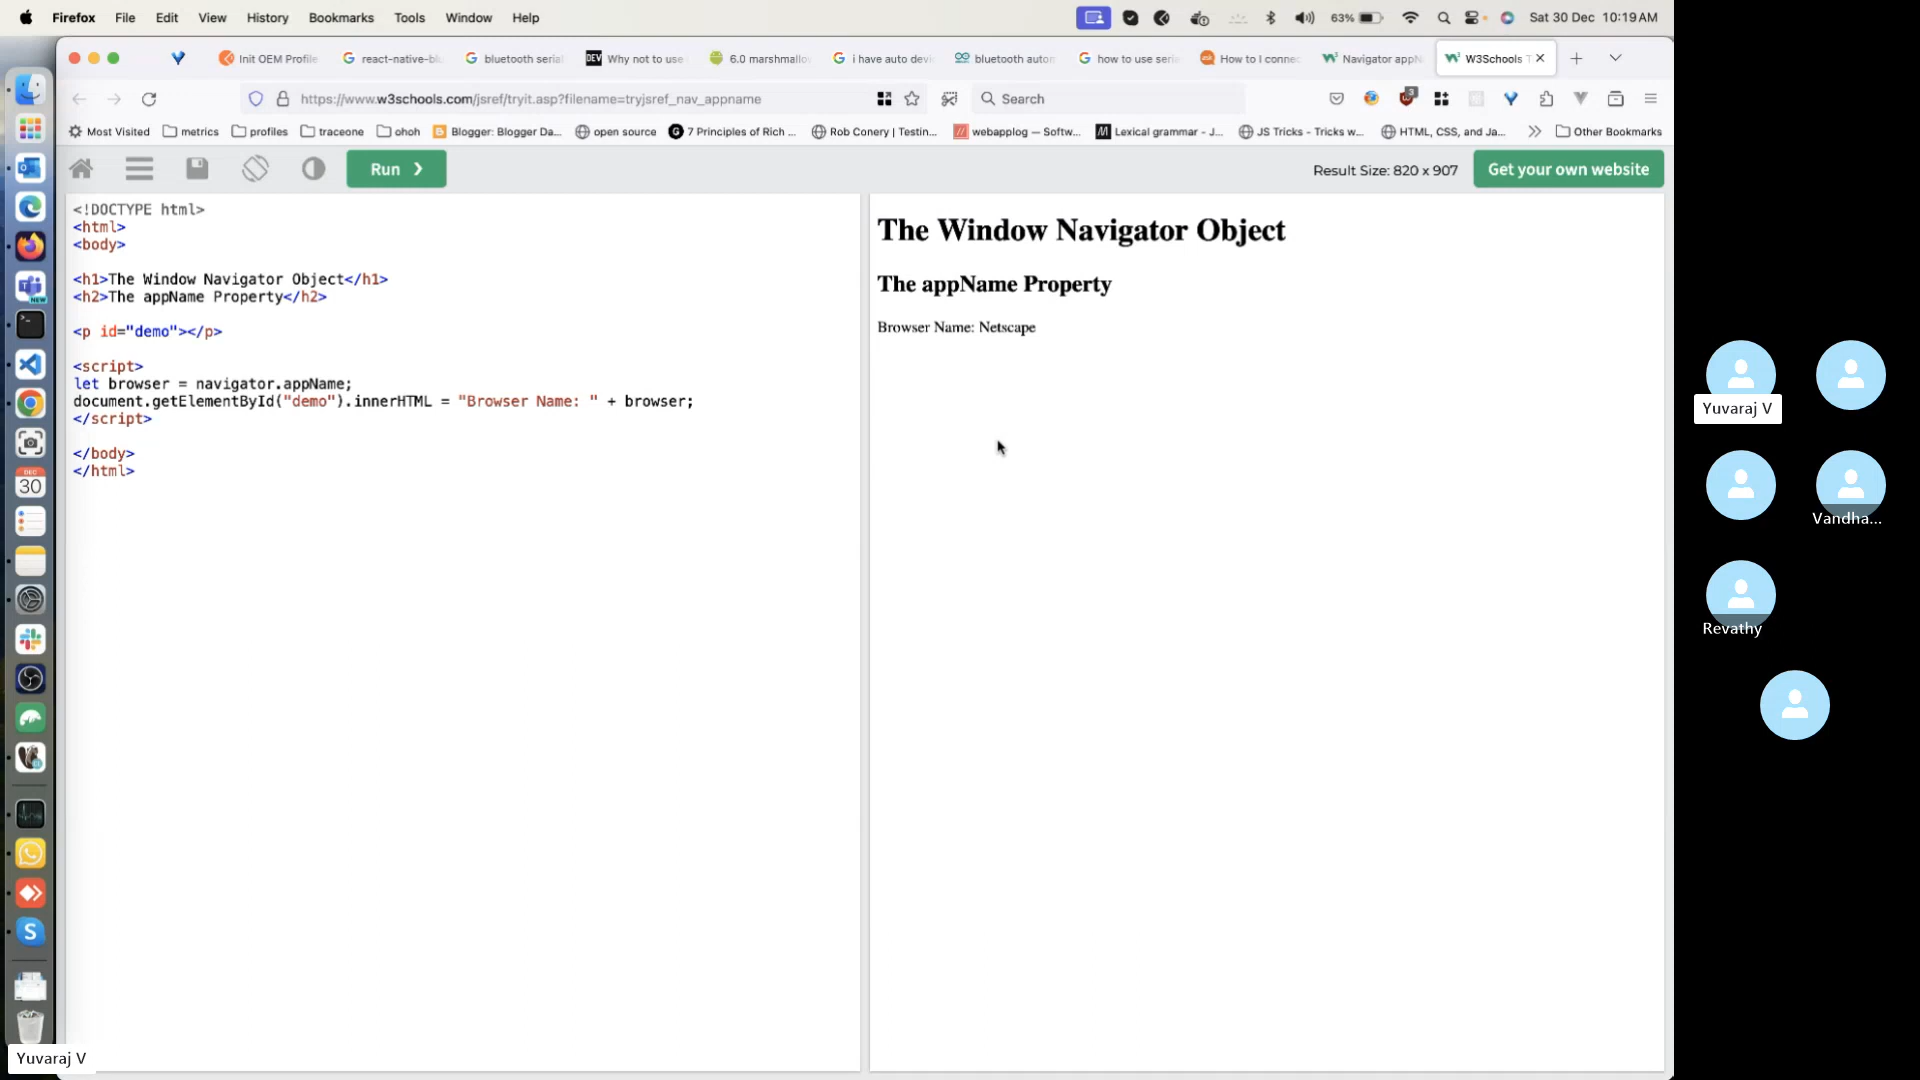 Firefox File Edit View History Bookmarks Tools Window Help 63% Sat 30 Dec 10:19 AM
Init OEM Profile react-native-blu bluetooth serial Why not to use 6.0 marshmallo i have auto devi bluetooth auton how to use seria How to I connec Navigator appN W3Schools T
https://www.w3schools.com/jsref/tryit.asp?filename=tryjsref_nav_appname Search 3
Most Visited metrics profiles traceone ohoh Blogger: Blogger Da... open source 7 Principles of Rich ... Rob Conery | Testin... webapplog — Softw... Lexical grammar - J... JS Tricks - Tricks w... HTML, CSS, and Ja... Other Bookmarks
Run ❯ Result Size: 820 x 907 Get your own website
<!DOCTYPE html>
<html>
<body>
<h1>The Window Navigator Object</h1>
<h2>The appName Property</h2>
<p id="demo"></p>
<script>
let browser = navigator.appName;
document.getElementById("demo").innerHTML = "Browser Name: " + browser;
</script>
</body>
</html>
The Window Navigator Object
The appName Property
Browser Name: Netscape
Yuvaraj V
Vandha...
Revathy
NEW
DEC
30
Yuvaraj V